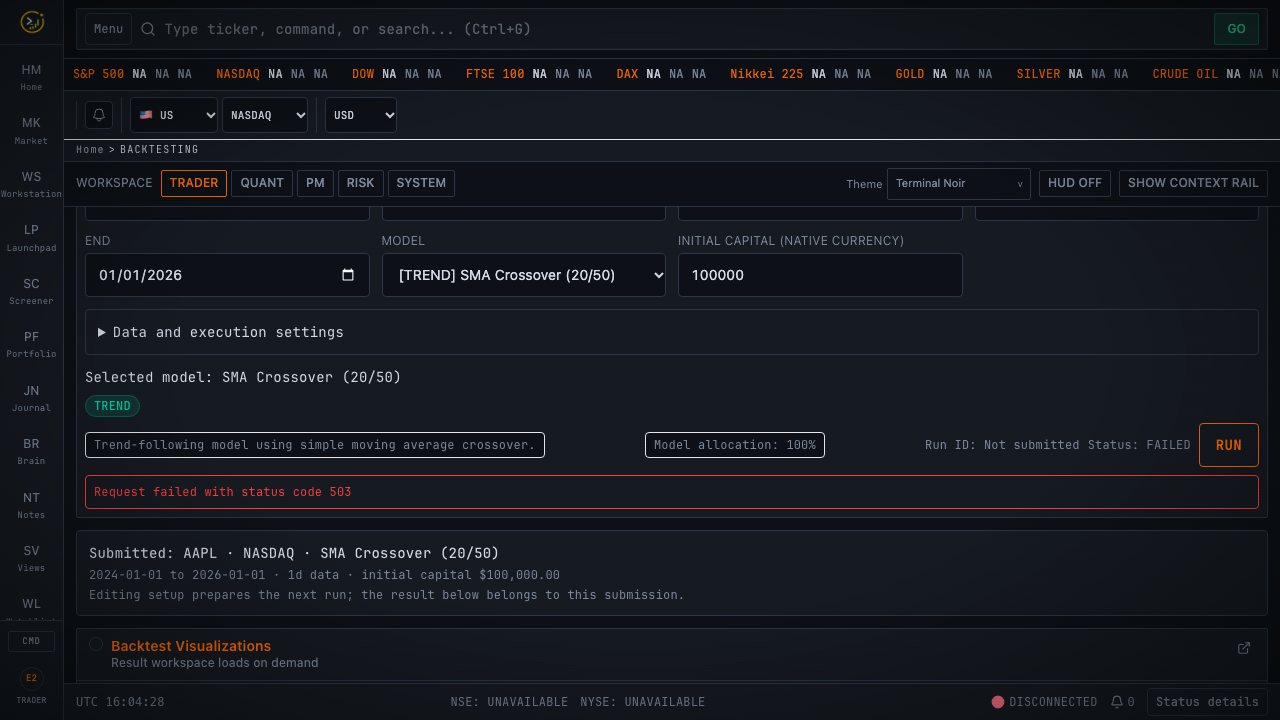 Menu Type ticker, command, or search... (Ctrl+G) GO
S&P 500 NA NA NA NASDAQ NA NA NA DOW NA NA NA FTSE 100 NA NA NA DAX NA NA NA Nikkei 225 NA NA NA GOLD NA NA NA SILVER NA NA NA CRUDE OIL NA NA
US NASDAQ USD
Home > BACKTESTING
WORKSPACE TRADER QUANT PM RISK SYSTEM Theme Terminal Noir HUD OFF SHOW CONTEXT RAIL
HM
Home
MK
Market
WS
Workstation
LP
Launchpad
SC
Screener
PF
Portfolio
JN
Journal
BR
Brain
NT
Notes
SV
Views
WL
CMD
E2
TRADER
END MODEL INITIAL CAPITAL (NATIVE CURRENCY)
01/01/2026 [TREND] SMA Crossover (20/50) 100000
Data and execution settings
Selected model: SMA Crossover (20/50)
TREND
Trend-following model using simple moving average crossover. Model allocation: 100% Run ID: Not submitted Status: FAILED RUN
Request failed with status code 503
Submitted: AAPL · NASDAQ · SMA Crossover (20/50)
2024-01-01 to 2026-01-01 · 1d data · initial capital $100,000.00
Editing setup prepares the next run; the result below belongs to this submission.
Backtest Visualizations
Result workspace loads on demand
UTC 16:04:28 NSE: UNAVAILABLE NYSE: UNAVAILABLE DISCONNECTED 0 Status details